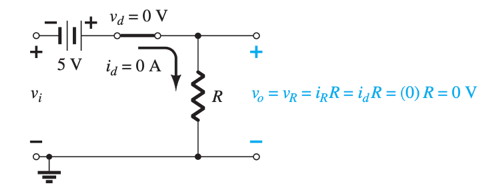 − + v_d = 0 V
+ 5 V i_d = 0 A +
v_i R v_o = v_R = i_R R = i_d R = (0) R = 0 V
− −